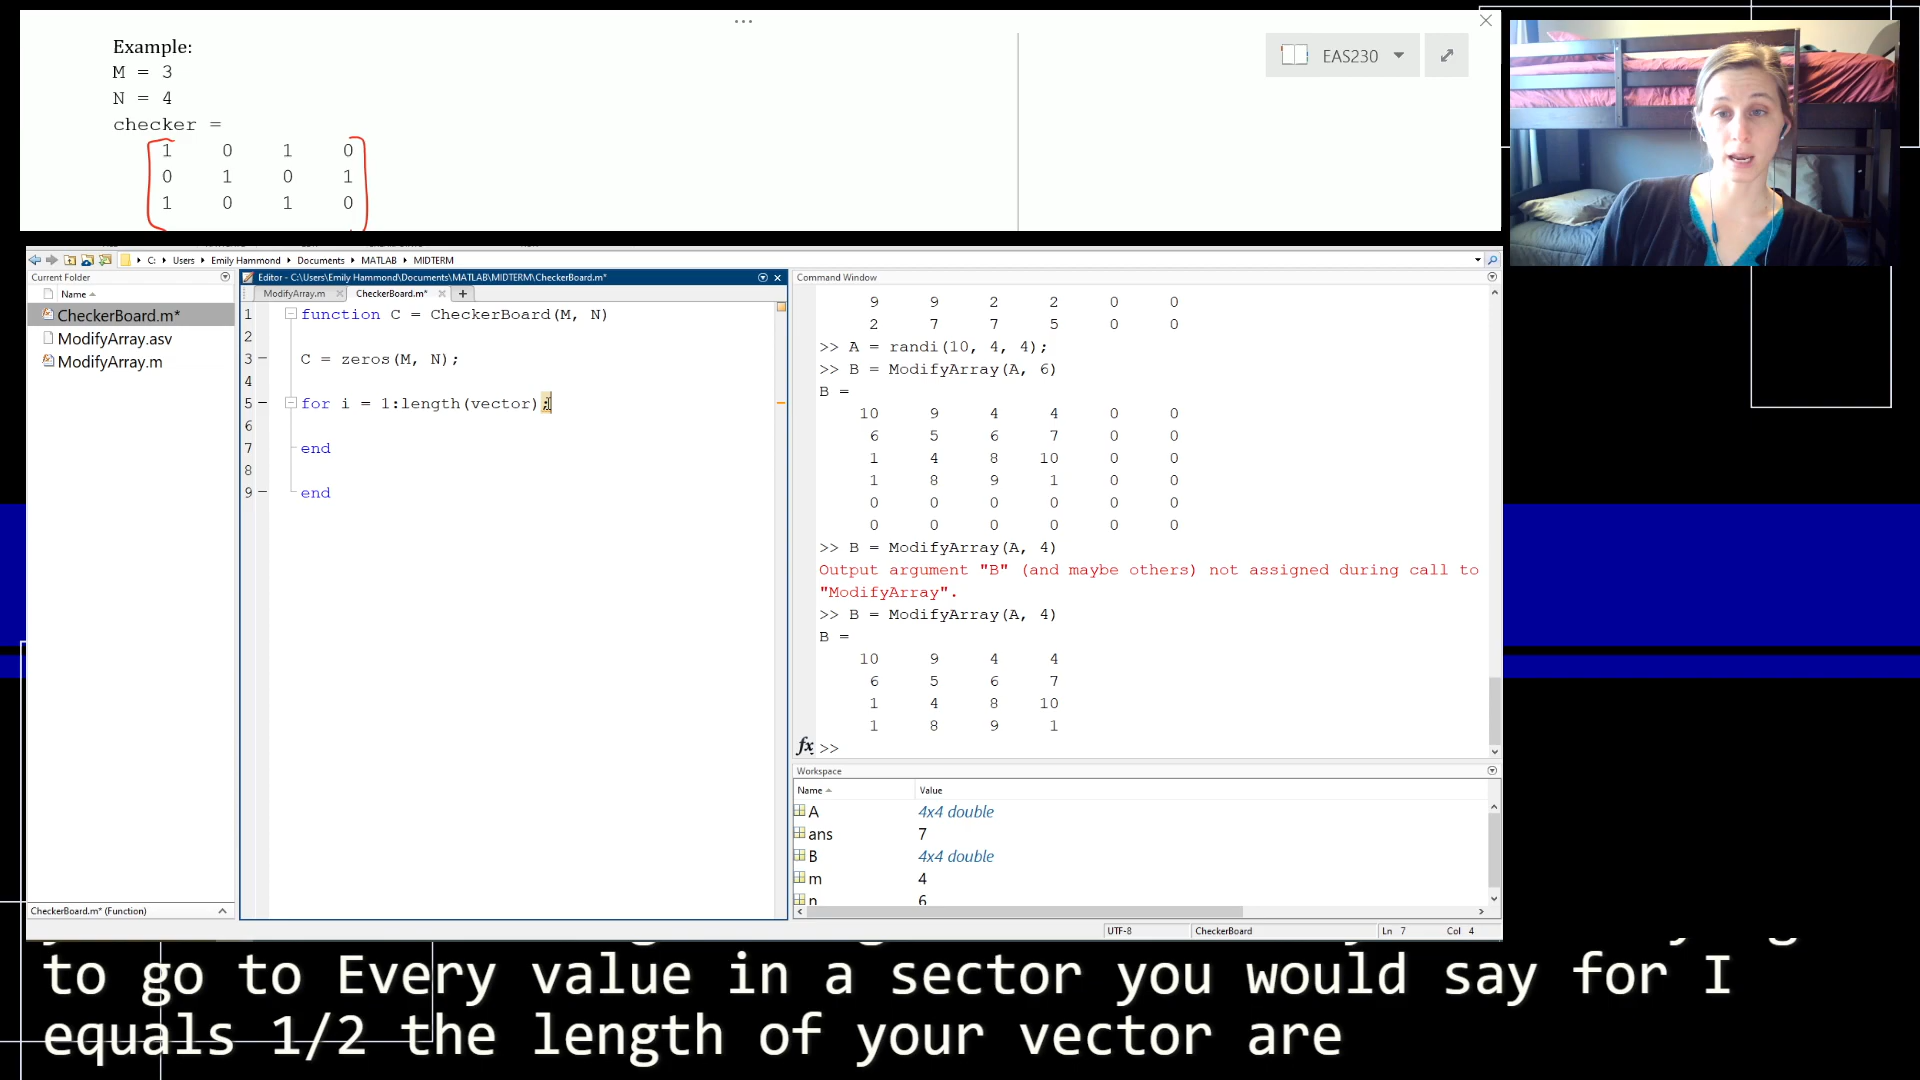 Example:
M = 3
N = 4
checker =
1 0 1 0
0 1 0 1
1 0 1 0
EAS230
C: Users Emily Hammond Documents MATLAB MIDTERM
Current Folder
Name
CheckerBoard.m*
ModifyArray.asv
ModifyArray.m
CheckerBoard.m* (Function)
Editor - C:\Users\Emily Hammond\Documents\MATLAB\MIDTERM\CheckerBoard.m*
ModifyArray.m CheckerBoard.m* +
1 function C = CheckerBoard(M, N)
2
3 C = zeros(M, N);
4
5 for i = 1:length(vector);
6
7 end
8
9 end
Command Window
9 9 2 2 0 0
2 7 7 5 0 0
>> A = randi(10, 4, 4);
>> B = ModifyArray(A, 6)
B =
10 9 4 4 0 0
6 5 6 7 0 0
1 4 8 10 0 0
1 8 9 1 0 0
0 0 0 0 0 0
0 0 0 0 0 0
>> B = ModifyArray(A, 4)
Output argument "B" (and maybe others) not assigned during call to
"ModifyArray".
>> B = ModifyArray(A, 4)
B =
10 9 4 4
6 5 6 7
1 4 8 10
1 8 9 1
fx >>
Workspace
Name Value
A 4x4 double
ans 7
B 4x4 double
m 4
n 6
UTF-8 CheckerBoard Ln 7 Col 4
to go to Every value in a sector you would say for I
equals 1/2 the length of your vector are